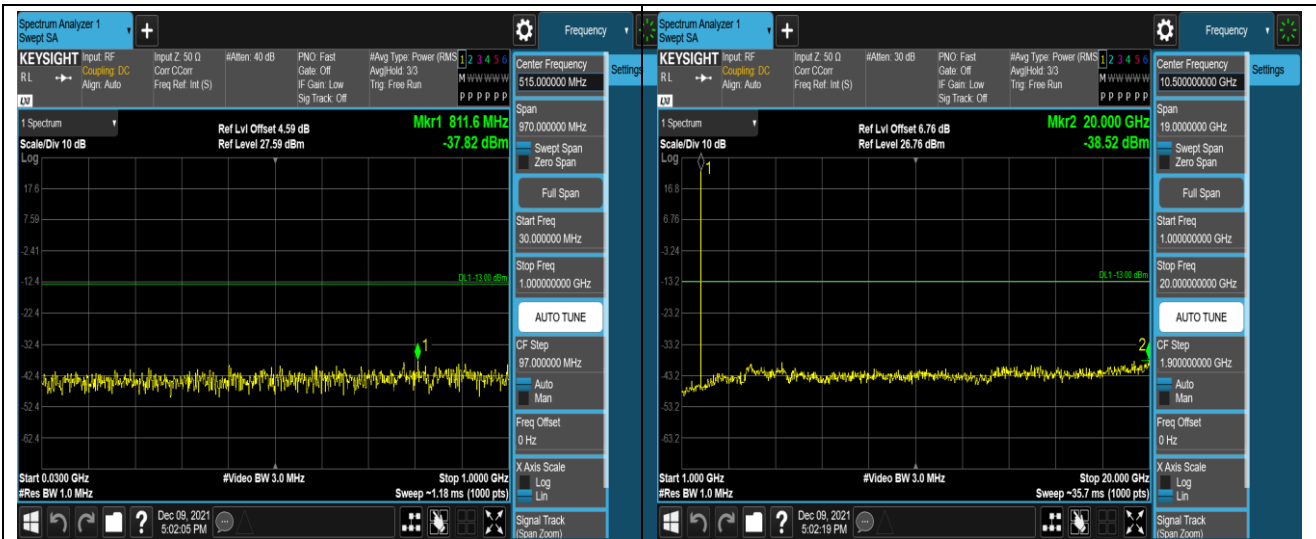 Spectrum Analyzer 1
Swept SA
Frequency
KEYSIGHT
RL
LXI
Input: RF
Coupling: DC
Align: Auto
Input Z: 50 Ω
Corr CCorr
Freq Ref: Int (S)
#Atten: 40 dB
PNO: Fast
Gate: Off
IF Gain: Low
Sig Track: Off
#Avg Type: Power (RMS
Avg|Hold: 3/3
Trig: Free Run
1 2 3 4 5 6
M W W W W W
P P P P P P
1 Spectrum
Scale/Div 10 dB
Log
Ref Lvl Offset 4.59 dB
Ref Level 27.59 dBm
Mkr1 811.6 MHz
-37.82 dBm
17.6
7.59
-2.41
-12.4
-22.4
-32.4
-42.4
-52.4
-62.4
DL1 -13.00 dBm
1
Start 0.0300 GHz
#Res BW 1.0 MHz
#Video BW 3.0 MHz
Stop 1.0000 GHz
Sweep ~1.18 ms (1000 pts)
Dec 09, 2021
5:02:05 PM
Center Frequency
515.000000 MHz
Settings
Span
970.000000 MHz
Swept Span
Zero Span
Full Span
Start Freq
30.000000 MHz
Stop Freq
1.000000000 GHz
AUTO TUNE
CF Step
97.000000 MHz
Auto
Man
Freq Offset
0 Hz
X Axis Scale
Log
Lin
Signal Track
(Span Zoom)
Spectrum Analyzer 1
Swept SA
Frequency
KEYSIGHT
RL
LXI
Input: RF
Coupling: DC
Align: Auto
Input Z: 50 Ω
Corr CCorr
Freq Ref: Int (S)
#Atten: 30 dB
PNO: Fast
Gate: Off
IF Gain: Low
Sig Track: Off
#Avg Type: Power (RMS
Avg|Hold: 3/3
Trig: Free Run
1 2 3 4 5 6
M W W W W W
P P P P P P
1 Spectrum
Scale/Div 10 dB
Log
Ref Lvl Offset 6.76 dB
Ref Level 26.76 dBm
Mkr2 20.000 GHz
-38.52 dBm
1
16.8
6.76
-3.24
-13.2
-23.2
-33.2
-43.2
-53.2
-63.2
DL1 -13.00 dBm
2
Start 1.000 GHz
#Res BW 1.0 MHz
#Video BW 3.0 MHz
Stop 20.000 GHz
Sweep ~35.7 ms (1000 pts)
Dec 09, 2021
5:02:19 PM
Center Frequency
10.500000000 GHz
Settings
Span
19.0000000 GHz
Swept Span
Zero Span
Full Span
Start Freq
1.000000000 GHz
Stop Freq
20.000000000 GHz
AUTO TUNE
CF Step
1.900000000 GHz
Auto
Man
Freq Offset
0 Hz
X Axis Scale
Log
Lin
Signal Track
(Span Zoom)